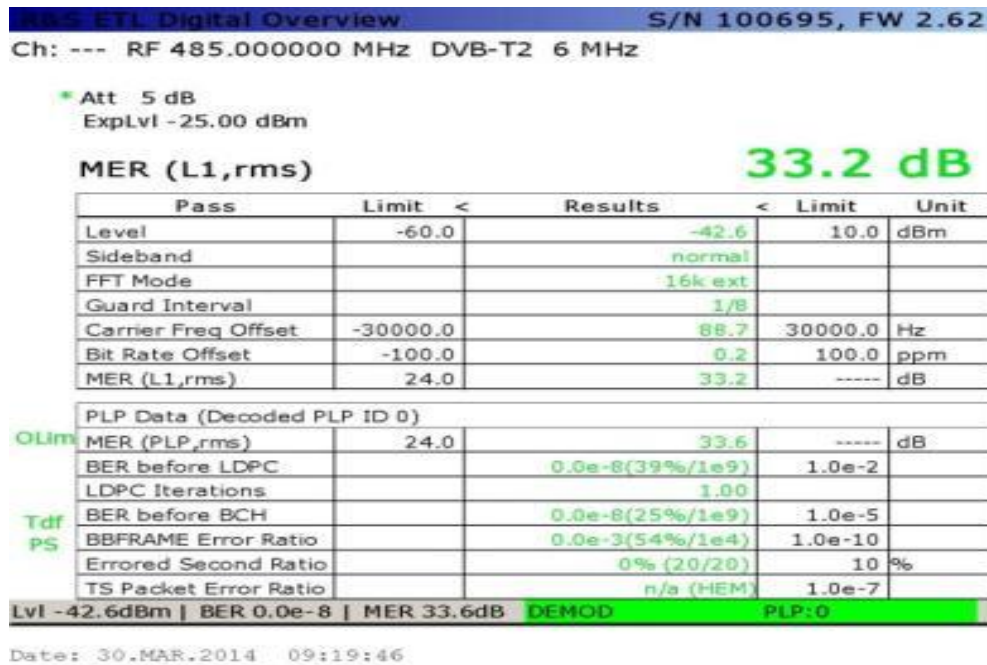 R&S ETL Digital Overview S/N 100695, FW 2.62
Ch: --- RF 485.000000 MHz DVB-T2 6 MHz
* Att 5 dB
ExpLvl -25.00 dBm
MER (L1,rms) 33.2 dB
Pass Limit < Results < Limit Unit
Level -60.0 -42.6 10.0 dBm
Sideband normal
FFT Mode 16k ext
Guard Interval 1/8
Carrier Freq Offset -30000.0 88.7 30000.0 Hz
Bit Rate Offset -100.0 0.2 100.0 ppm
MER (L1,rms) 24.0 33.2 ----- dB
PLP Data (Decoded PLP ID 0)
OLim MER (PLP,rms) 24.0 33.6 ----- dB
BER before LDPC 0.0e-8(39%/1e9) 1.0e-2
LDPC Iterations 1.00
Tdf BER before BCH 0.0e-8(25%/1e9) 1.0e-5
PS BBFRAME Error Ratio 0.0e-3(54%/1e4) 1.0e-10
Errored Second Ratio 0% (20/20) 10 %
TS Packet Error Ratio n/a (HEM) 1.0e-7
Lvl -42.6dBm | BER 0.0e-8 | MER 33.6dB DEMOD PLP:0
Date: 30.MAR.2014 09:19:46